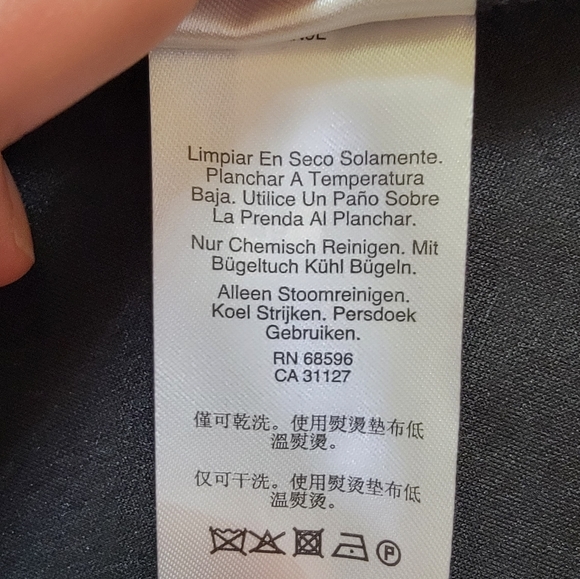 Limpiar En Seco Solamente.
Planchar A Temperatura
Baja. Utilice Un Paño Sobre
La Prenda Al Planchar.
Nur Chemisch Reinigen. Mit
Bügeltuch Kühl Bügeln.
Alleen Stoomreinigen.
Koel Strijken. Persdoek
Gebruiken.
RN 68596
CA 31127
僅可乾洗。使用熨燙墊布低
溫熨燙。
仅可干洗。使用熨烫垫布低
温熨烫。
P